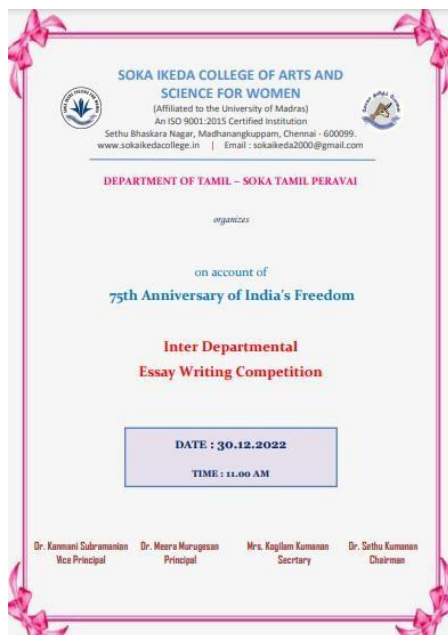 SOKA IKEDA COLLEGE OF ARTS AND
SCIENCE FOR WOMEN
(Affiliated to the University of Madras)
An ISO 9001:2015 Certified Institution
Sethu Bhaskara Nagar, Madhanangkuppam, Chennai - 600099.
www.sokaikedacollege.in | Email : sokaikeda2000@gmail.com
DEPARTMENT OF TAMIL – SOKA TAMIL PERAVAI
organizes
on account of
75th Anniversary of India's Freedom
Inter Departmental
Essay Writing Competition
DATE : 30.12.2022
TIME : 11.00 AM
Dr. Kanmani Subramanian Dr. Meera Murugesan Mrs. Kogilam Kumanan Dr. Sethu Kumanan
Vice Principal Principal Secrtary Chairman